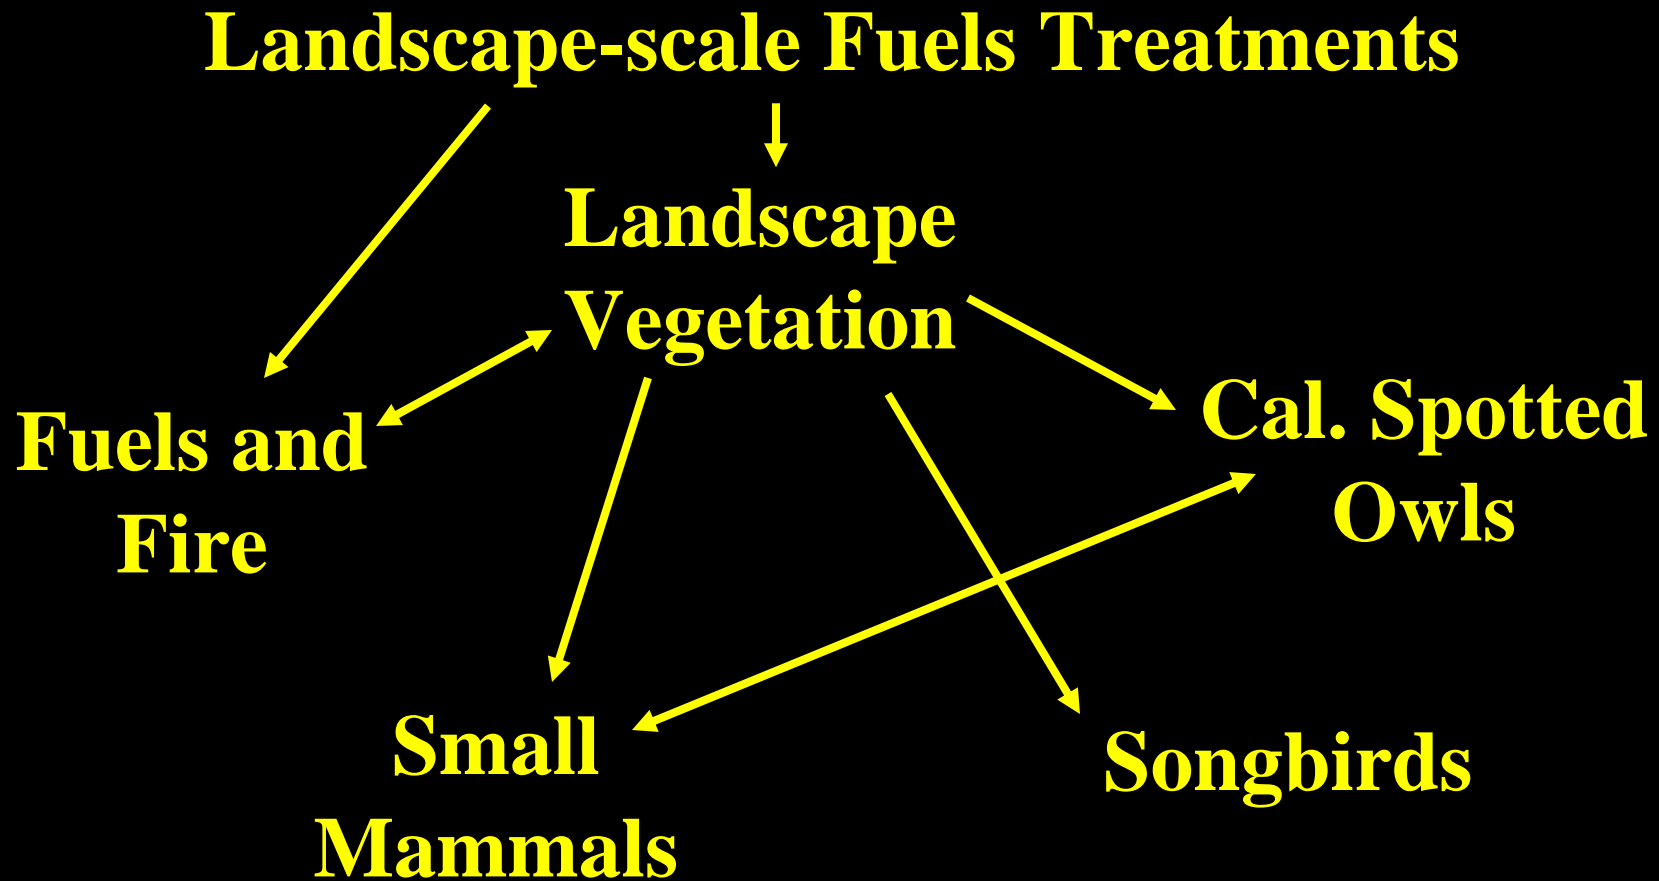 Landscape-scale Fuels Treatments
Landscape
Vegetation
Fuels and
Fire
Cal. Spotted
Owls
Small
Mammals
Songbirds